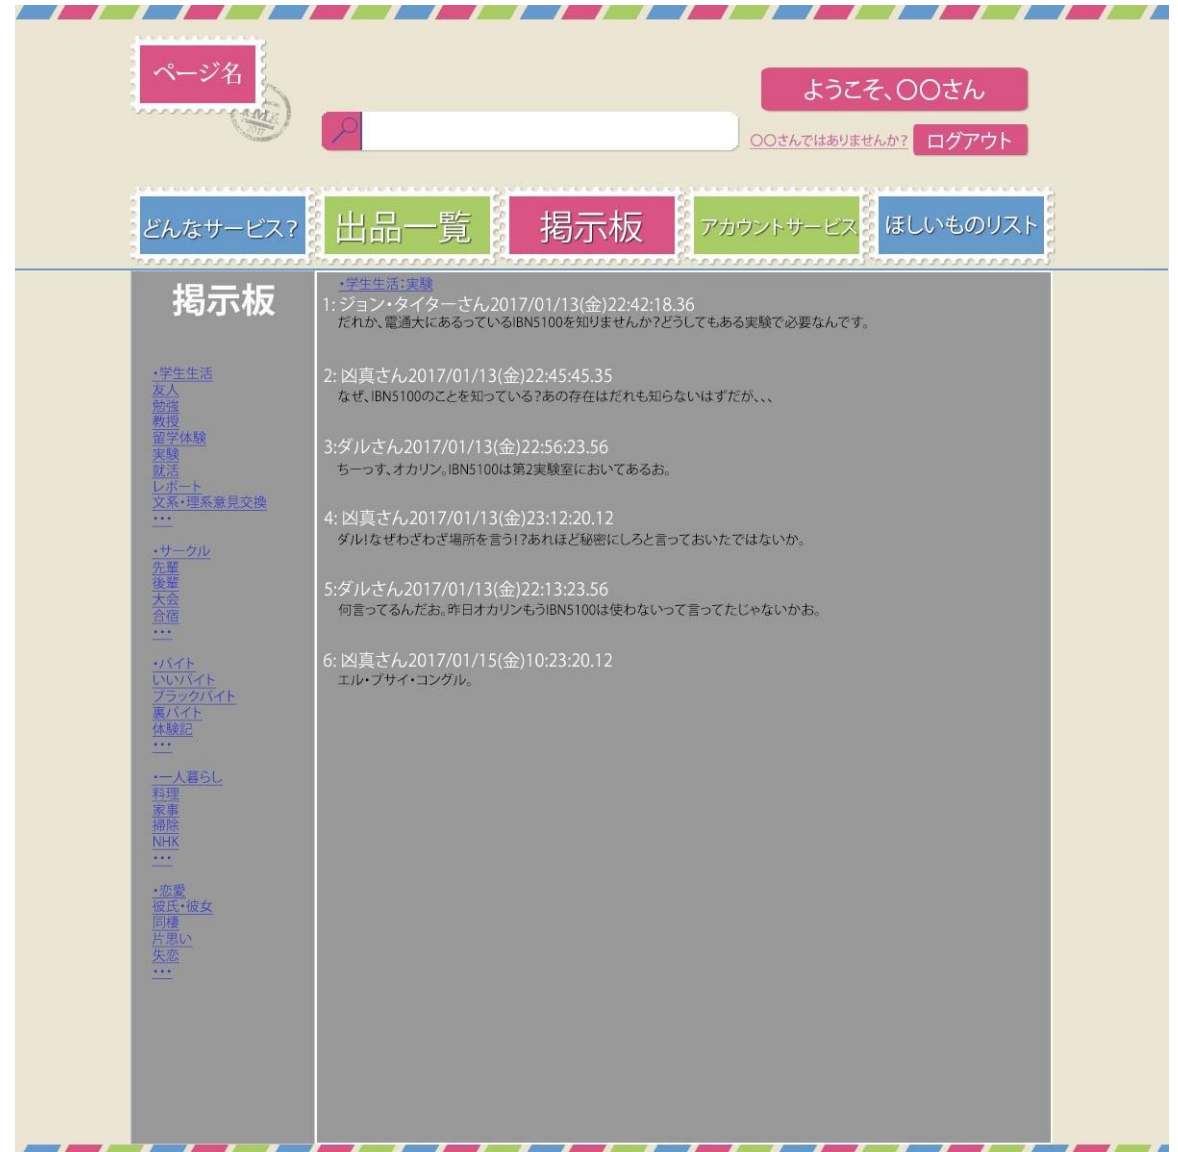 ページ名
RMK
2017
ようこそ、〇〇さん
〇〇さんではありませんか?
ログアウト
どんなサービス?
出品一覧
掲示板
アカウントサービス
ほしいものリスト
掲示板
・学生生活
友人
勉強
教授
留学体験
実験
就活
レポート
文系・理系意見交換
・・・
・サークル
先輩
後輩
大会
合宿
・・・
・バイト
いいバイト
ブラックバイト
裏バイト
体験記
・・・
・一人暮らし
料理
家事
掃除
NHK
・・・
・恋愛
彼氏・彼女
同棲
片思い
失恋
・・・
・学生生活:実験
1: ジョン・タイターさん2017/01/13(金)22:42:18.36
だれか、電通大にあるっているIBN5100を知りませんか?どうしてもある実験で必要なんです。
2: 凶真さん2017/01/13(金)22:45:45.35
なぜ、IBN5100のことを知っている?あの存在はだれも知らないはずだが、、、
3:ダルさん2017/01/13(金)22:56:23.56
ちーっす、オカリン。IBN5100は第2実験室においてあるお。
4: 凶真さん2017/01/13(金)23:12:20.12
ダル!なぜわざわざ場所を言う!?あれほど秘密にしろと言っておいたではないか。
5:ダルさん2017/01/13(金)22:13:23.56
何言ってるんだお。昨日オカリンもうIBN5100は使わないって言ってたじゃないかお。
6: 凶真さん2017/01/15(金)10:23:20.12
エル・プサイ・コングル。